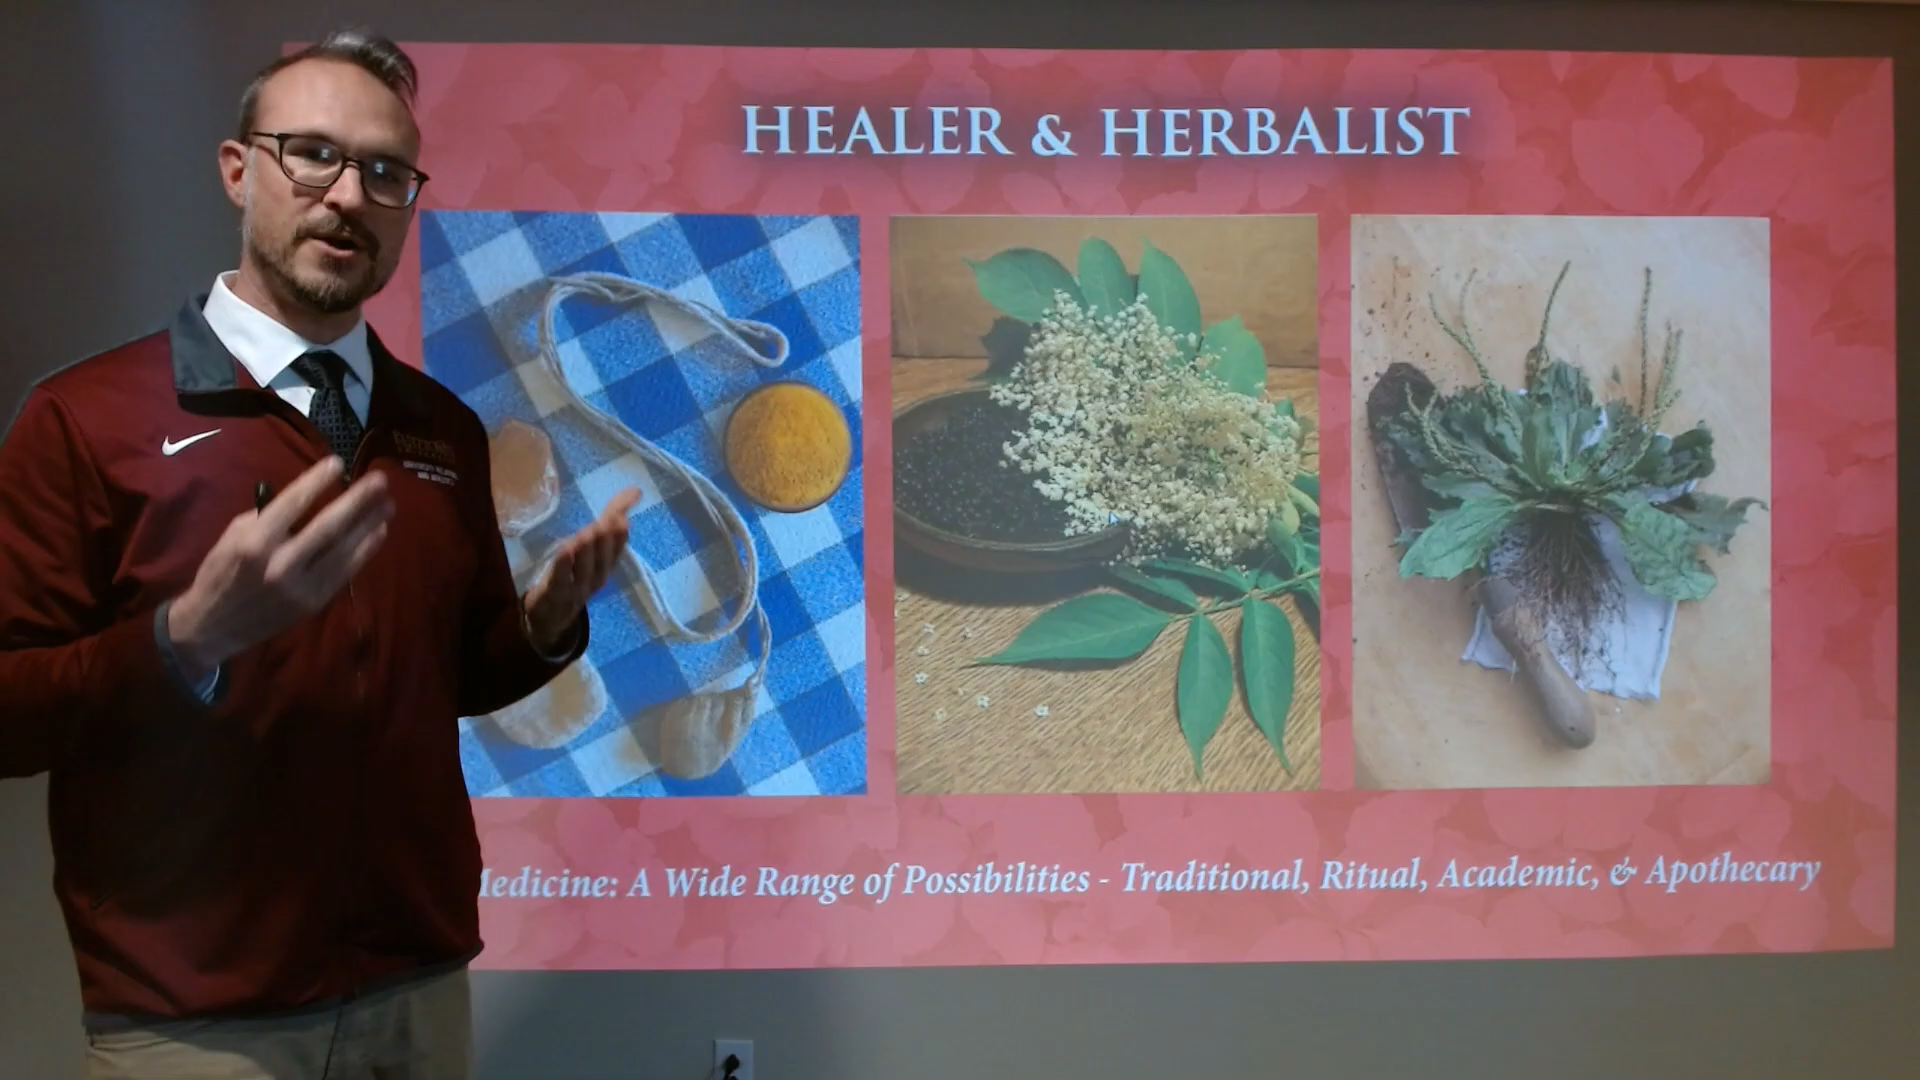 HEALER & HERBALIST
Medicine: A Wide Range of Possibilities - Traditional, Ritual, Academic, & Apothecary